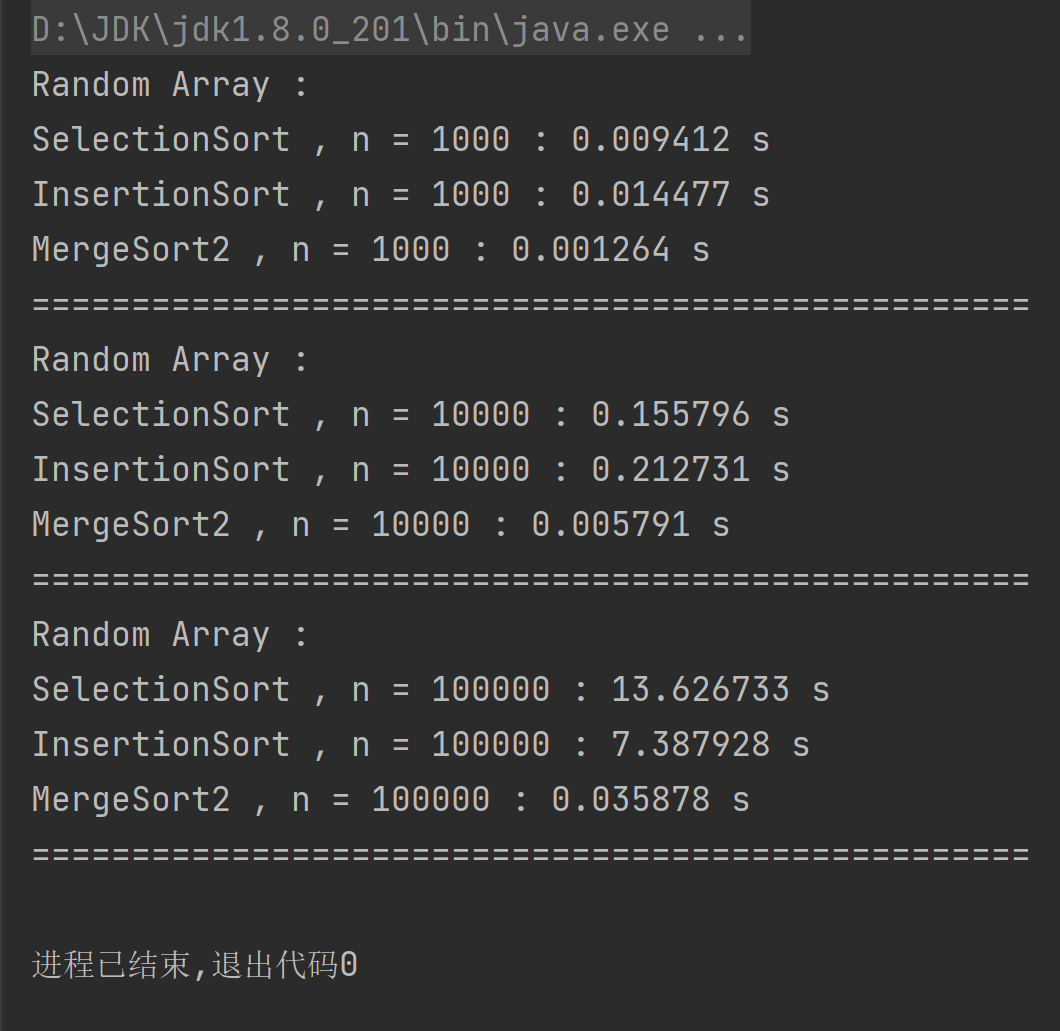 D:\JDK\jdk1.8.0_201\bin\java.exe ...
Random Array :
SelectionSort , n = 1000 : 0.009412 s
InsertionSort , n = 1000 : 0.014477 s
MergeSort2 , n = 1000 : 0.001264 s
==================================================
Random Array :
SelectionSort , n = 10000 : 0.155796 s
InsertionSort , n = 10000 : 0.212731 s
MergeSort2 , n = 10000 : 0.005791 s
==================================================
Random Array :
SelectionSort , n = 100000 : 13.626733 s
InsertionSort , n = 100000 : 7.387928 s
MergeSort2 , n = 100000 : 0.035878 s
==================================================
进程已结束,退出代码0